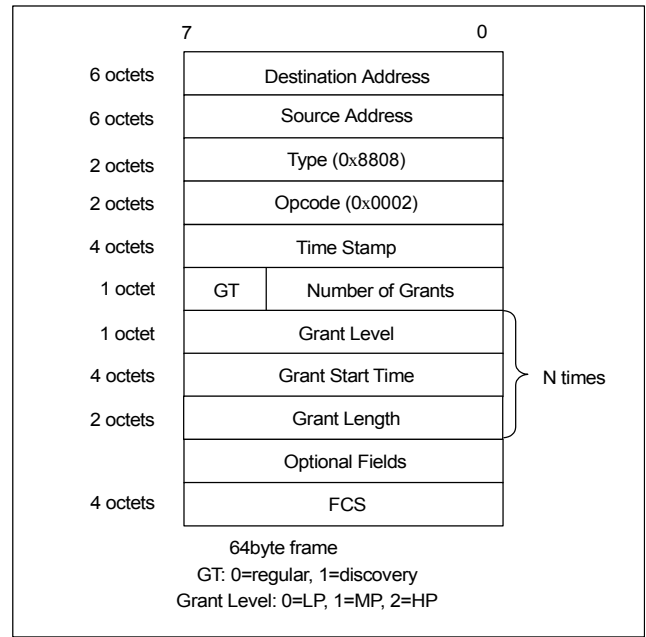 7 0
6 octets Destination Address
6 octets Source Address
2 octets Type (0x8808)
2 octets Opcode (0x0002)
4 octets Time Stamp
1 octet GT Number of Grants
1 octet Grant Level
4 octets Grant Start Time N times
2 octets Grant Length
Optional Fields
4 octets FCS
64byte frame
GT: 0=regular, 1=discovery
Grant Level: 0=LP, 1=MP, 2=HP